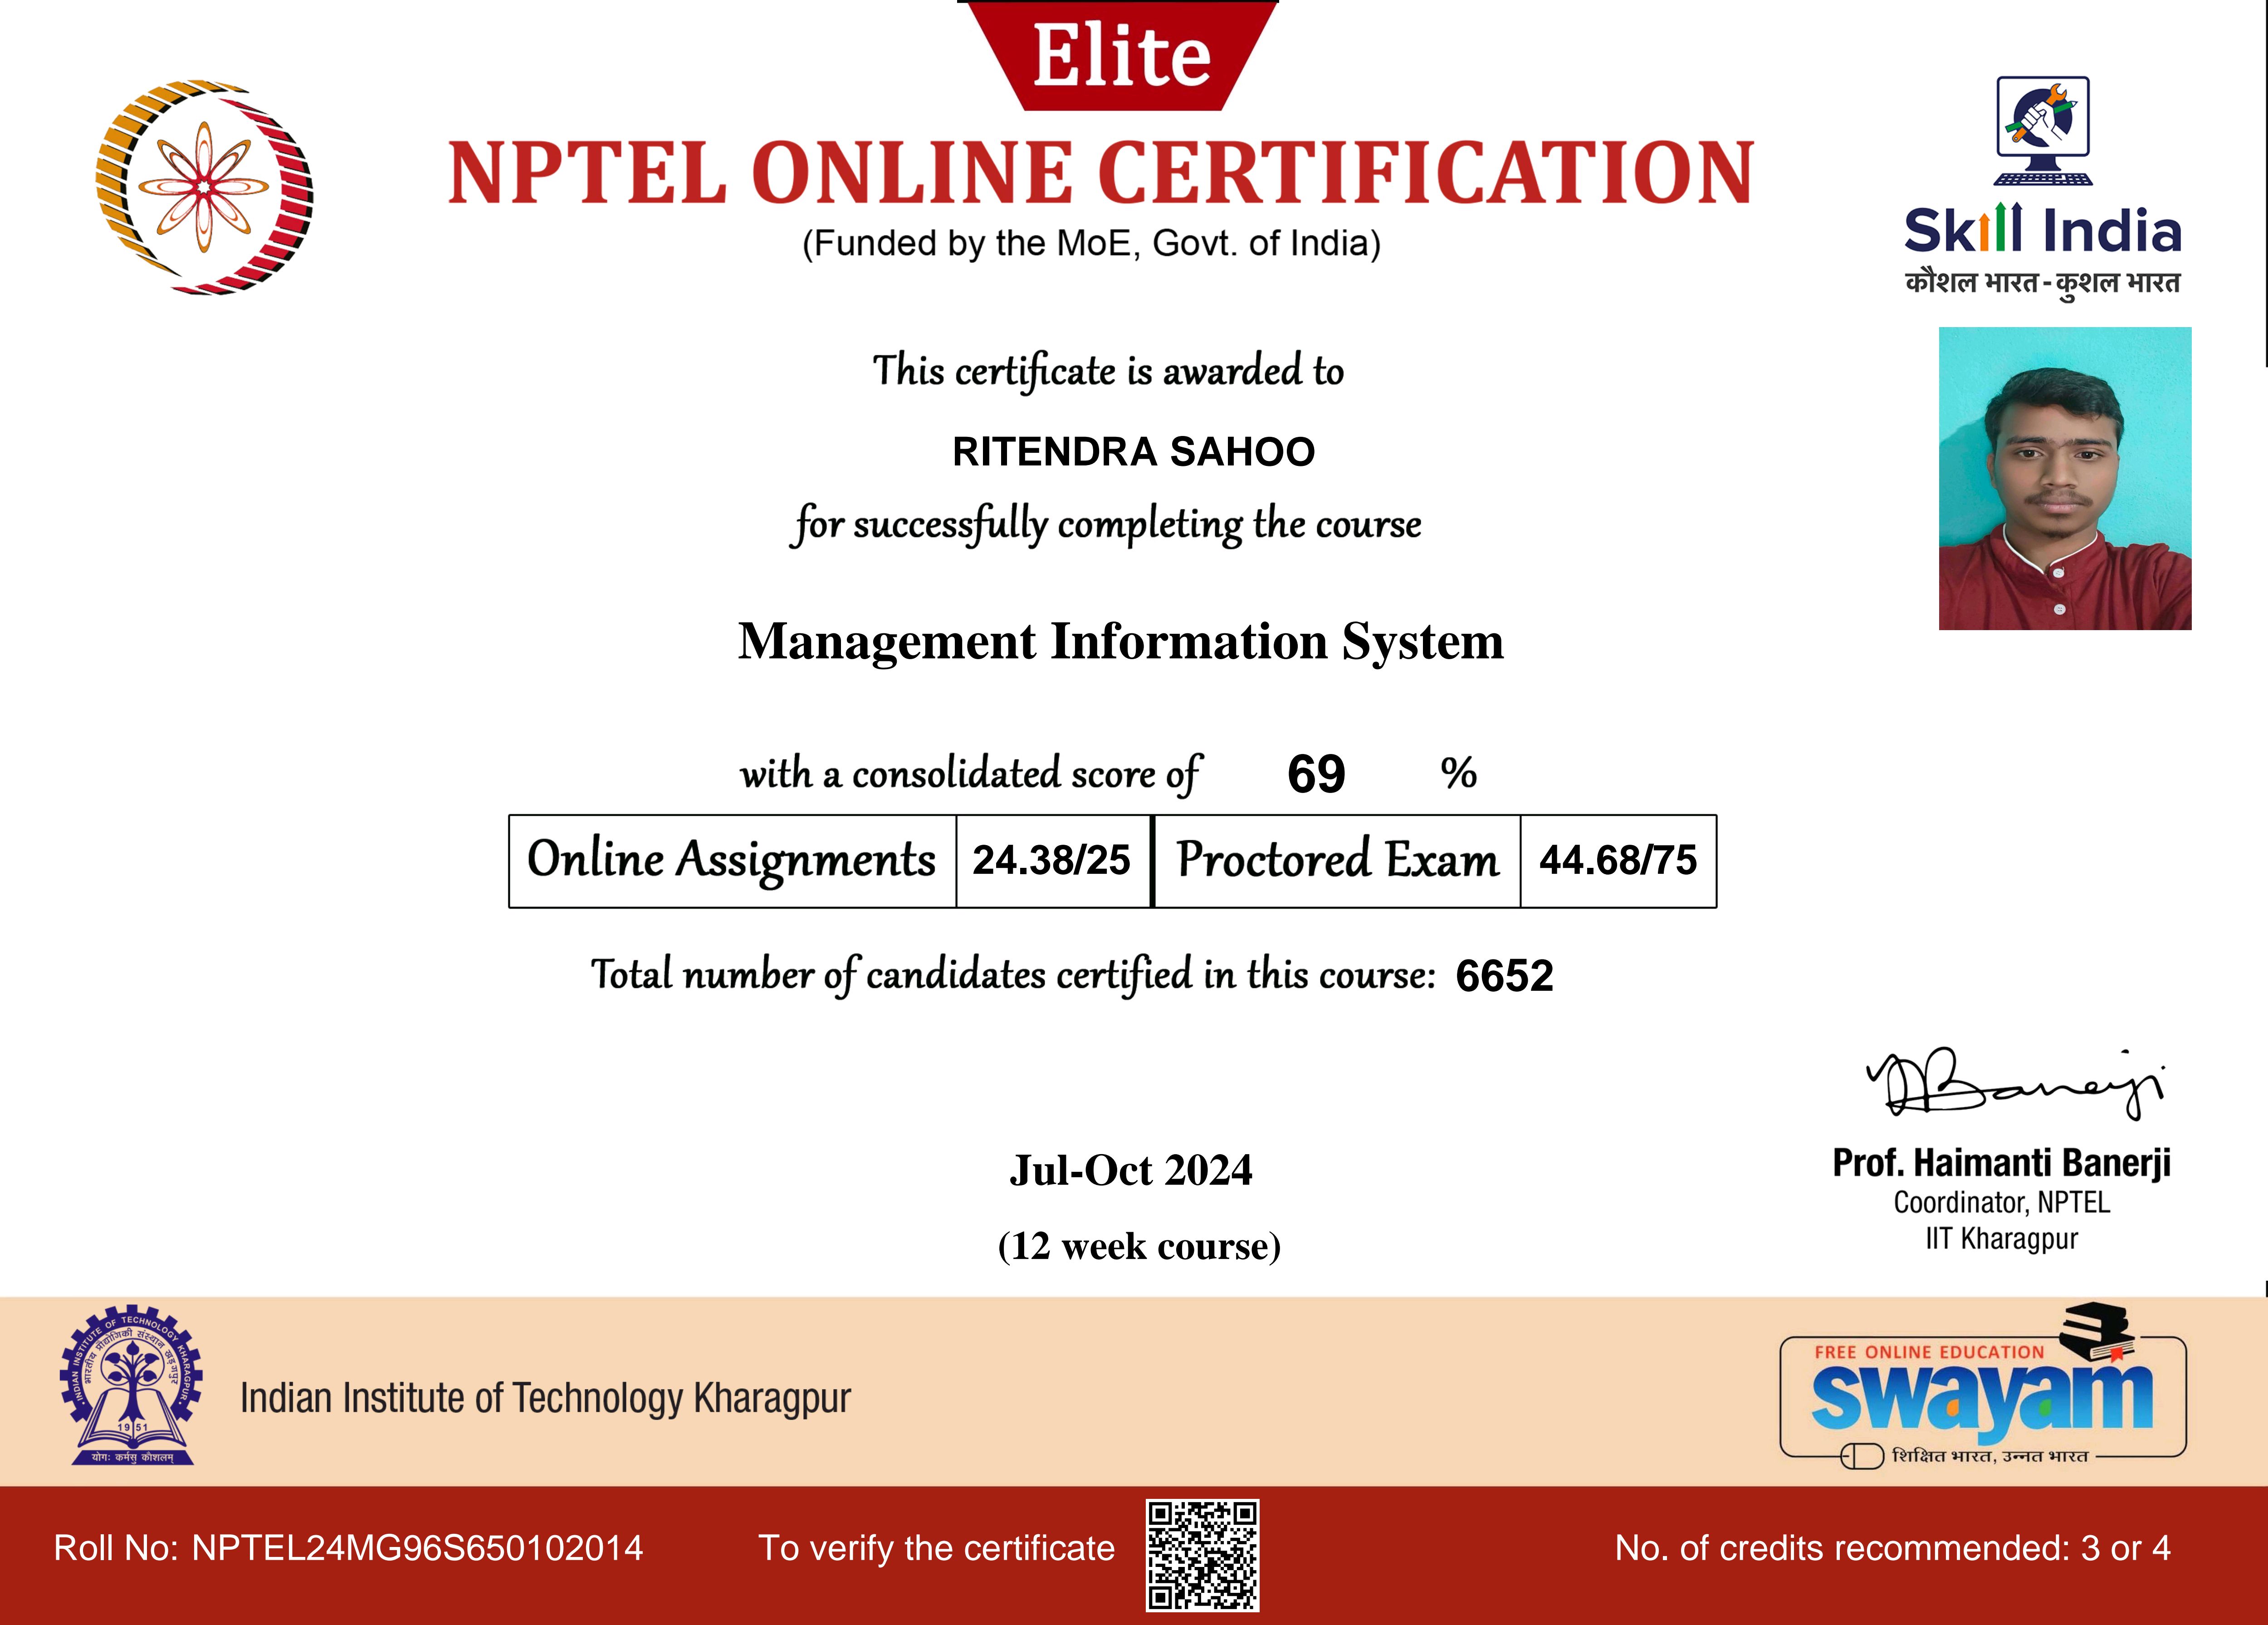 Elite
NPTEL ONLINE CERTIFICATION
(Funded by the MoE, Govt. of India)
Skill India
कौशल भारत - कुशल भारत
This certificate is awarded to
RITENDRA SAHOO
for successfully completing the course
Management Information System
with a consolidated score of 69 %
Online Assignments 24.38/25 Proctored Exam 44.68/75
Total number of candidates certified in this course: 6652
Banerji
Prof. Haimanti Banerji
Coordinator, NPTEL
IIT Kharagpur
Jul-Oct 2024
(12 week course)
INDIAN INSTITUTE OF TECHNOLOGY KHARAGPUR
भारतीय प्रौद्योगिकी संस्थान खड़गपुर
1951
योगः कर्मसु कौशलम्
Indian Institute of Technology Kharagpur
FREE ONLINE EDUCATION
swayam
शिक्षित भारत, उन्नत भारत
Roll No: NPTEL24MG96S650102014
To verify the certificate
No. of credits recommended: 3 or 4